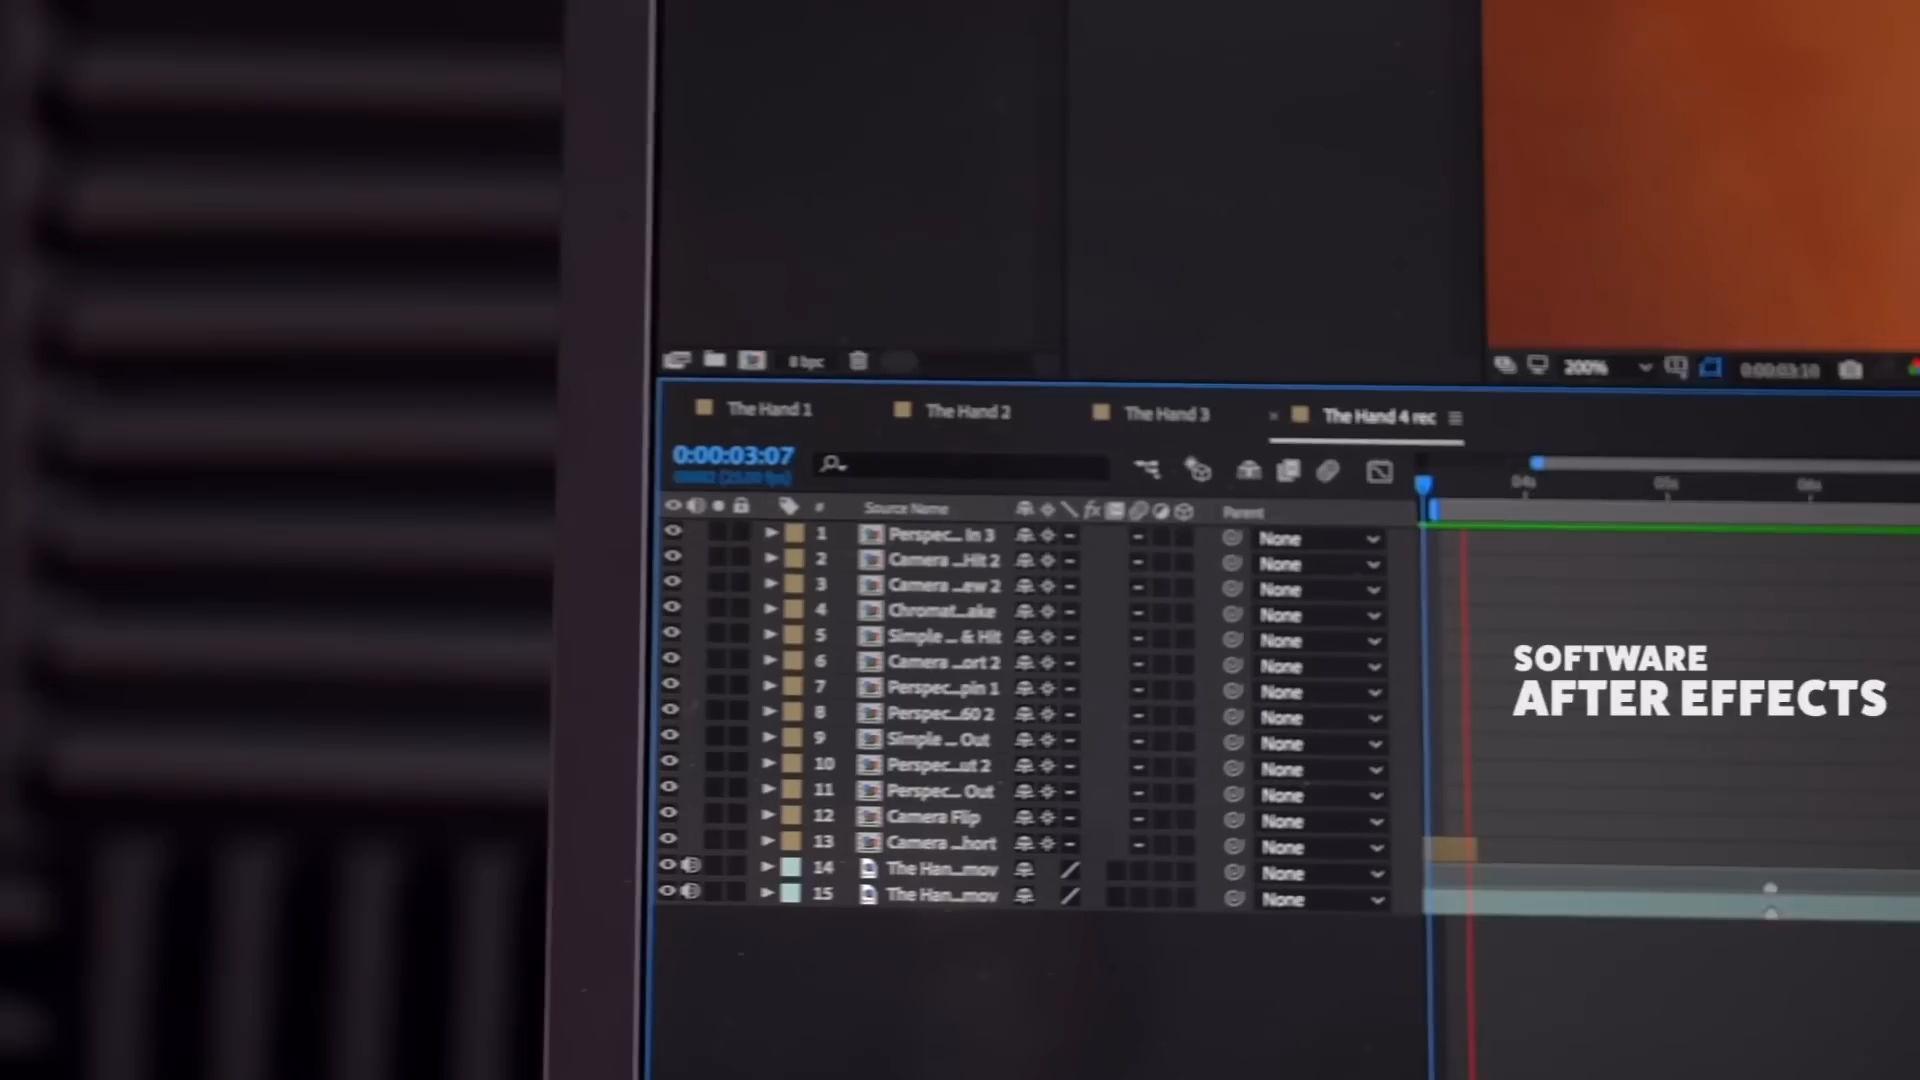 8 bpc
200%
0:00:03:10
The Hand 1
The Hand 2
The Hand 3
The Hand 4 rec
0:00:03:07
04s
05s
06s
# Source Name
fx
Parent
1 Perspec... In 3 None
2 Camera ...Hit 2 None
3 Camera ...ew 2 None
4 Chromat...ake None
5 Simple ... & Hit None
6 Camera ...ort 2 None
7 Perspec...pin 1 None
8 Perspec...60 2 None
9 Simple ... Out None
10 Perspec...ut 2 None
11 Perspec... Out None
12 Camera Flip None
13 Camera ...hort None
14 The Han...mov None
15 The Han...mov None
SOFTWARE
AFTER EFFECTS